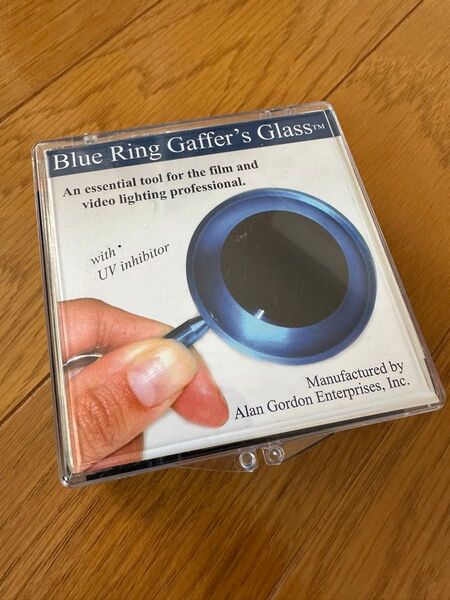 Blue Ring Gaffer's Glass™
An essential tool for the film and
video lighting professional.
with
UV inhibitor
Manufactured by
Alan Gordon Enterprises, Inc.